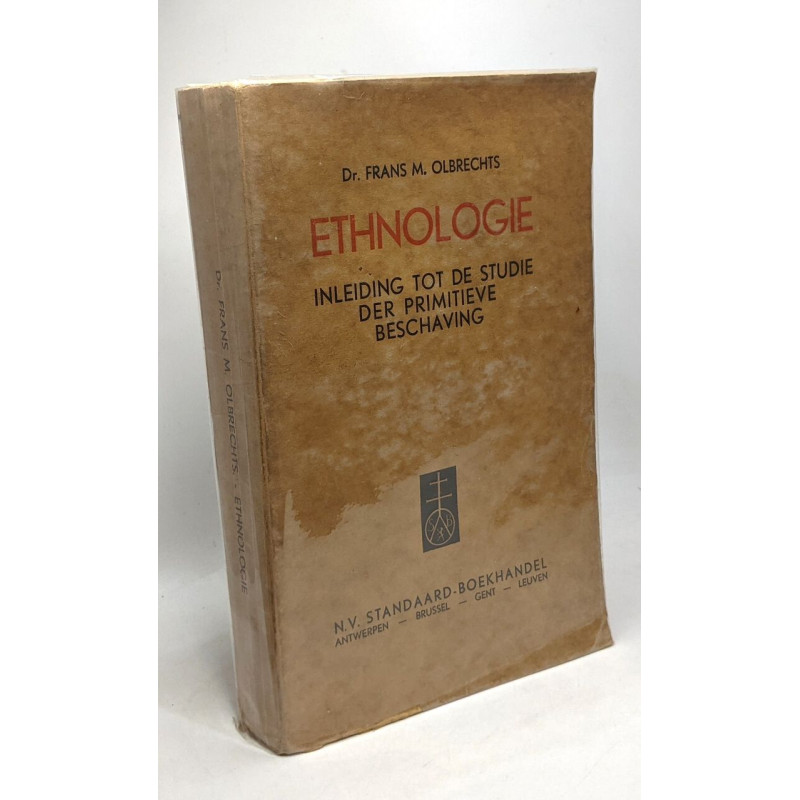 Dr. FRANS M. OLBRECHTS
ETHNOLOGIE
INLEIDING TOT DE STUDIE
DER PRIMITIEVE
BESCHAVING
N.V. STANDAARD-BOEKHANDEL
ANTWERPEN — BRUSSEL — GENT — LEUVEN
Dr. FRANS M. OLBRECHTS - ETHNOLOGIE